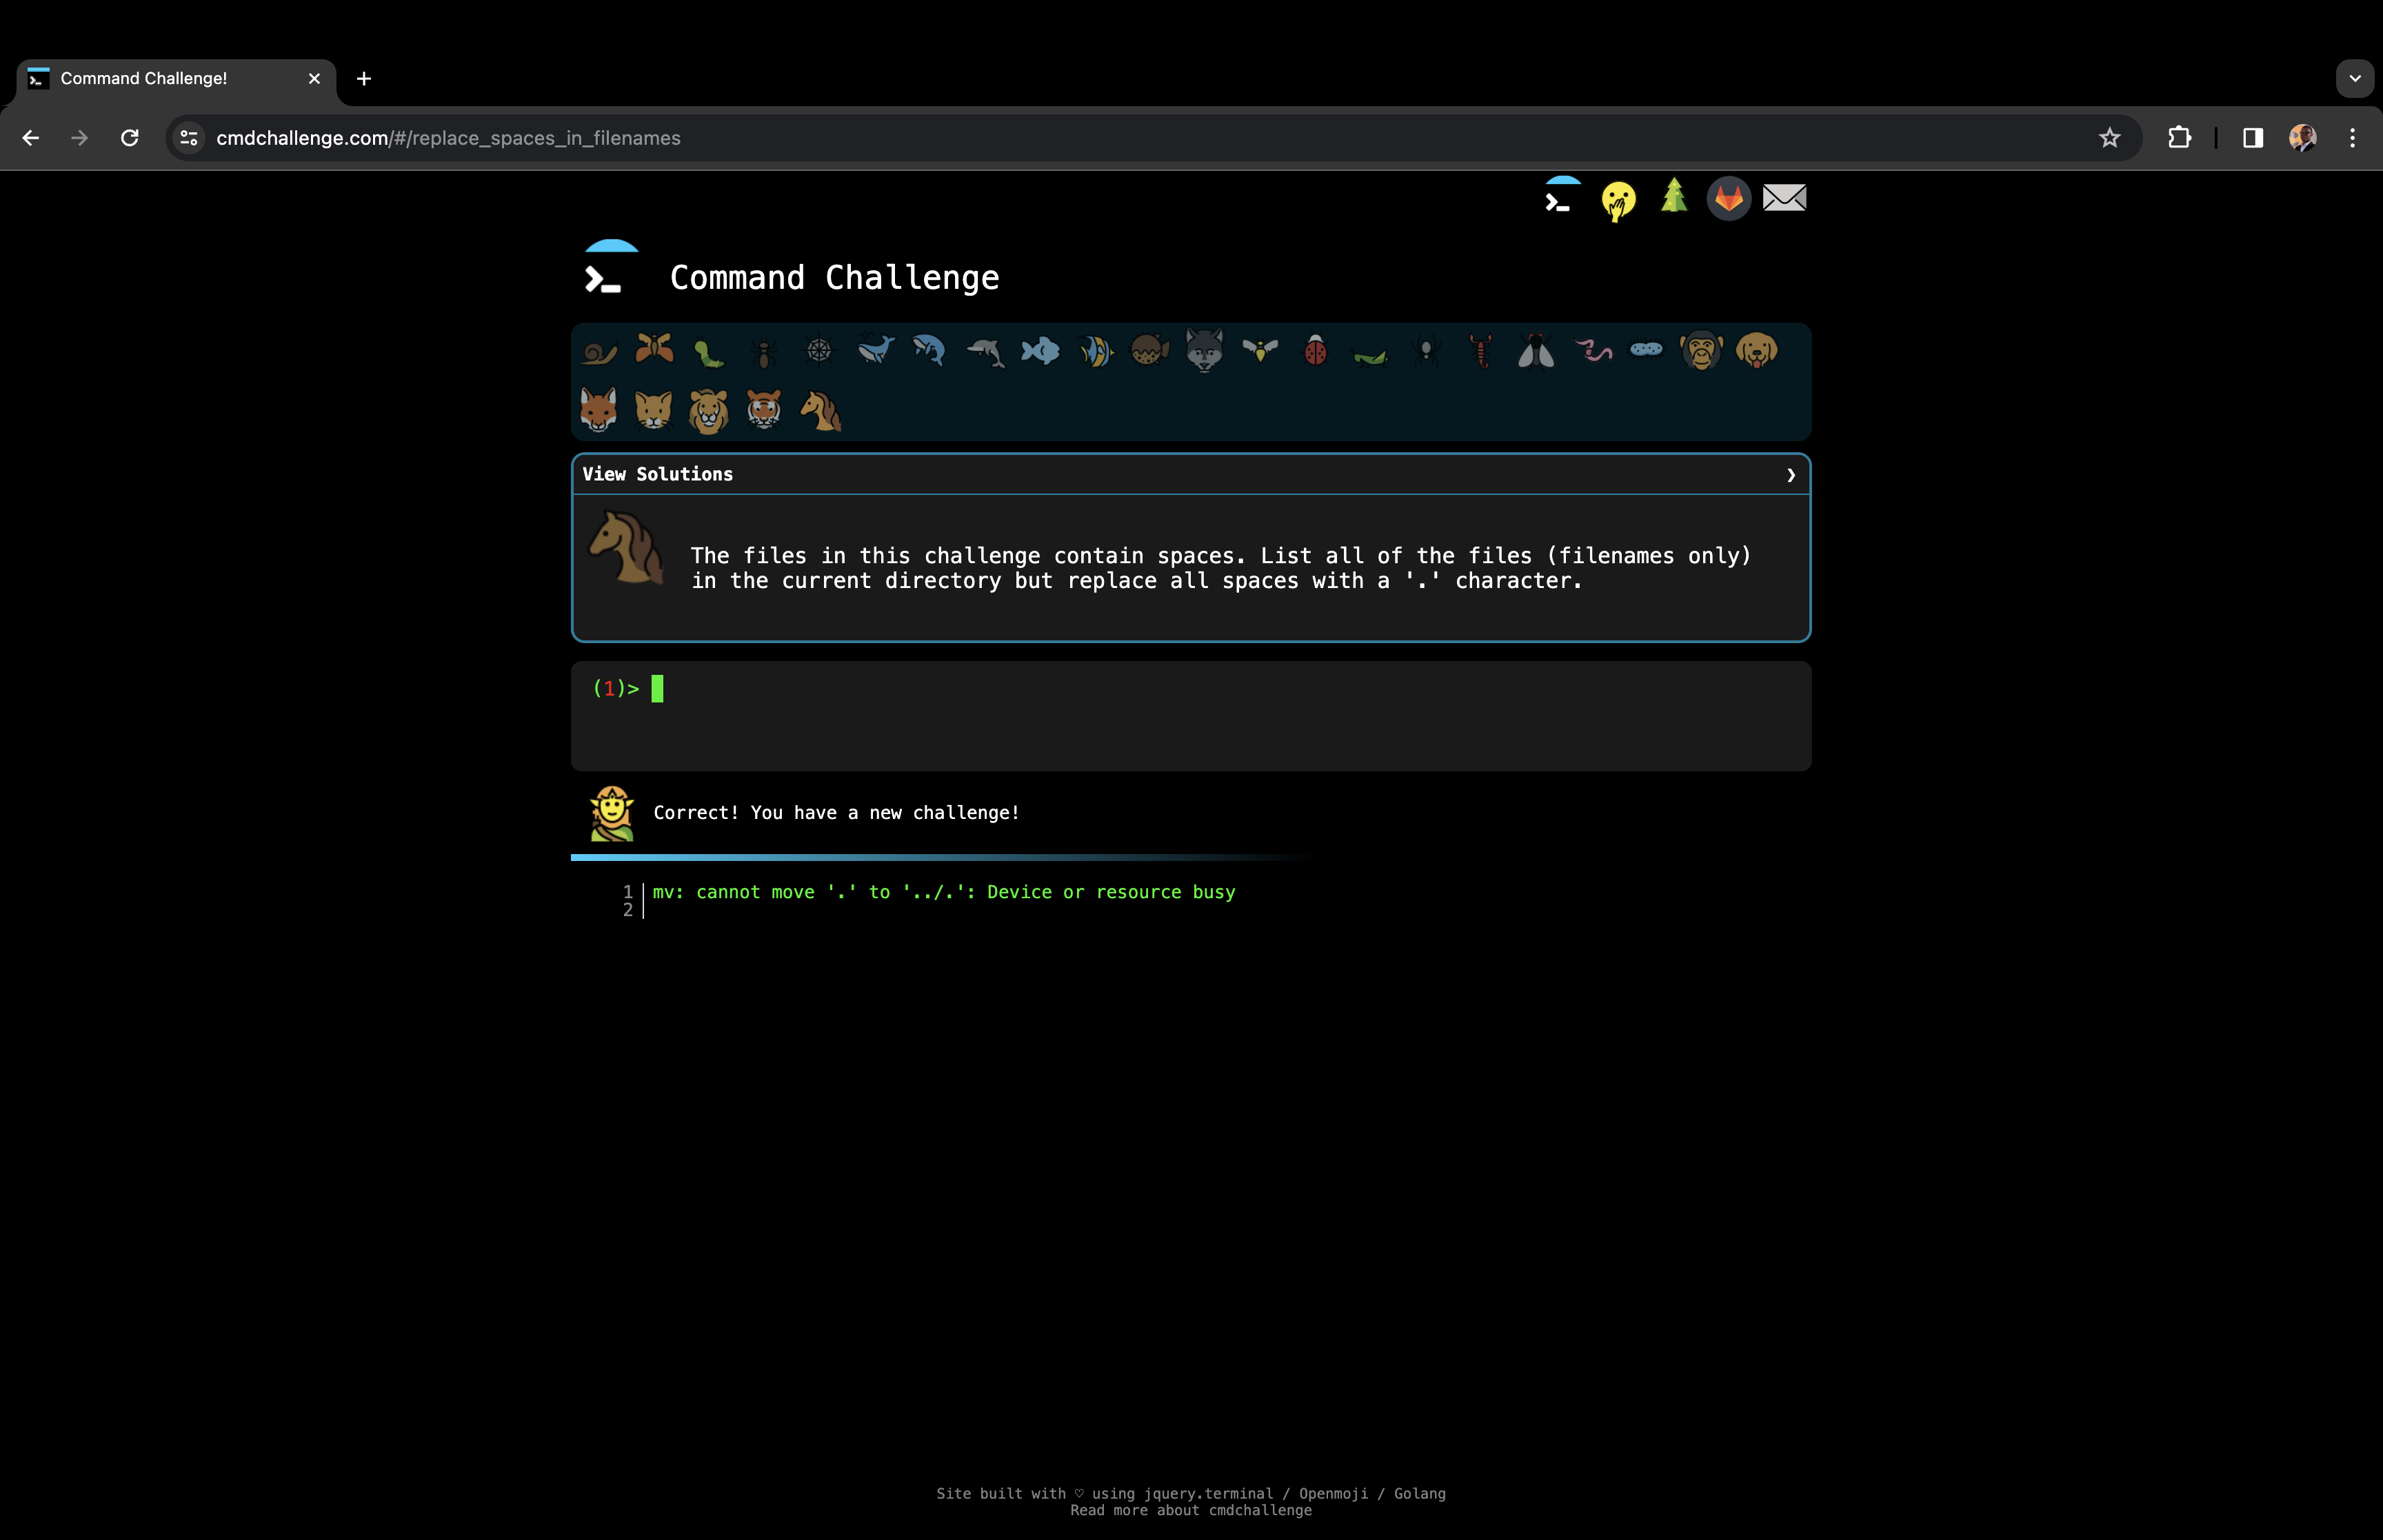 Command Challenge!
cmdchallenge.com/#/replace_spaces_in_filenames
Command Challenge
View Solutions
The files in this challenge contain spaces. List all of the files (filenames only)
in the current directory but replace all spaces with a '.' character.
(1)>
Correct! You have a new challenge!
1 mv: cannot move '.' to '../.': Device or resource busy
2
Site built with ♡ using jquery.terminal / Openmoji / Golang
Read more about cmdchallenge